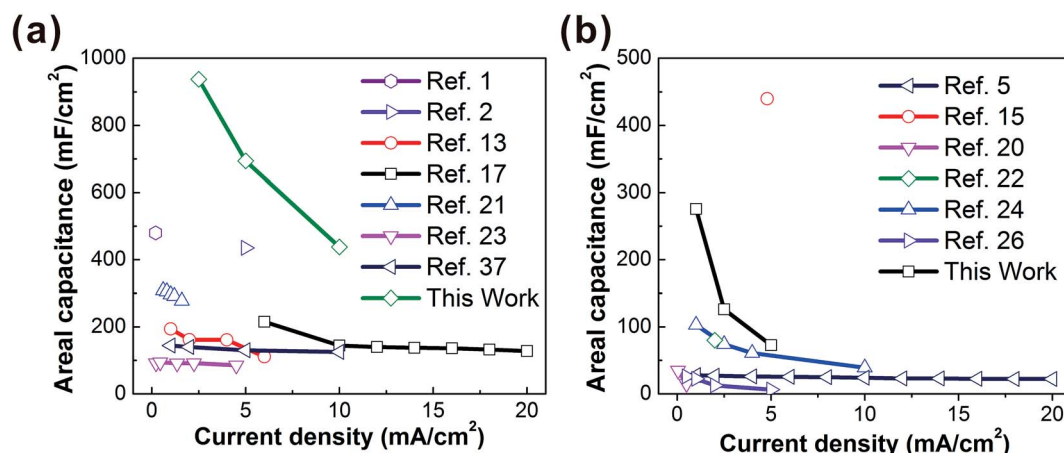 (a)
1000
800
600
400
200
0
Areal capacitance (mF/cm²)
0 5 10 15 20
Current density (mA/cm²)
Ref. 1
Ref. 2
Ref. 13
Ref. 17
Ref. 21
Ref. 23
Ref. 37
This Work
(b)
500
400
300
200
100
0
Areal capacitance (mF/cm²)
0 5 10 15 20
Current density (mA/cm²)
Ref. 5
Ref. 15
Ref. 20
Ref. 22
Ref. 24
Ref. 26
This Work